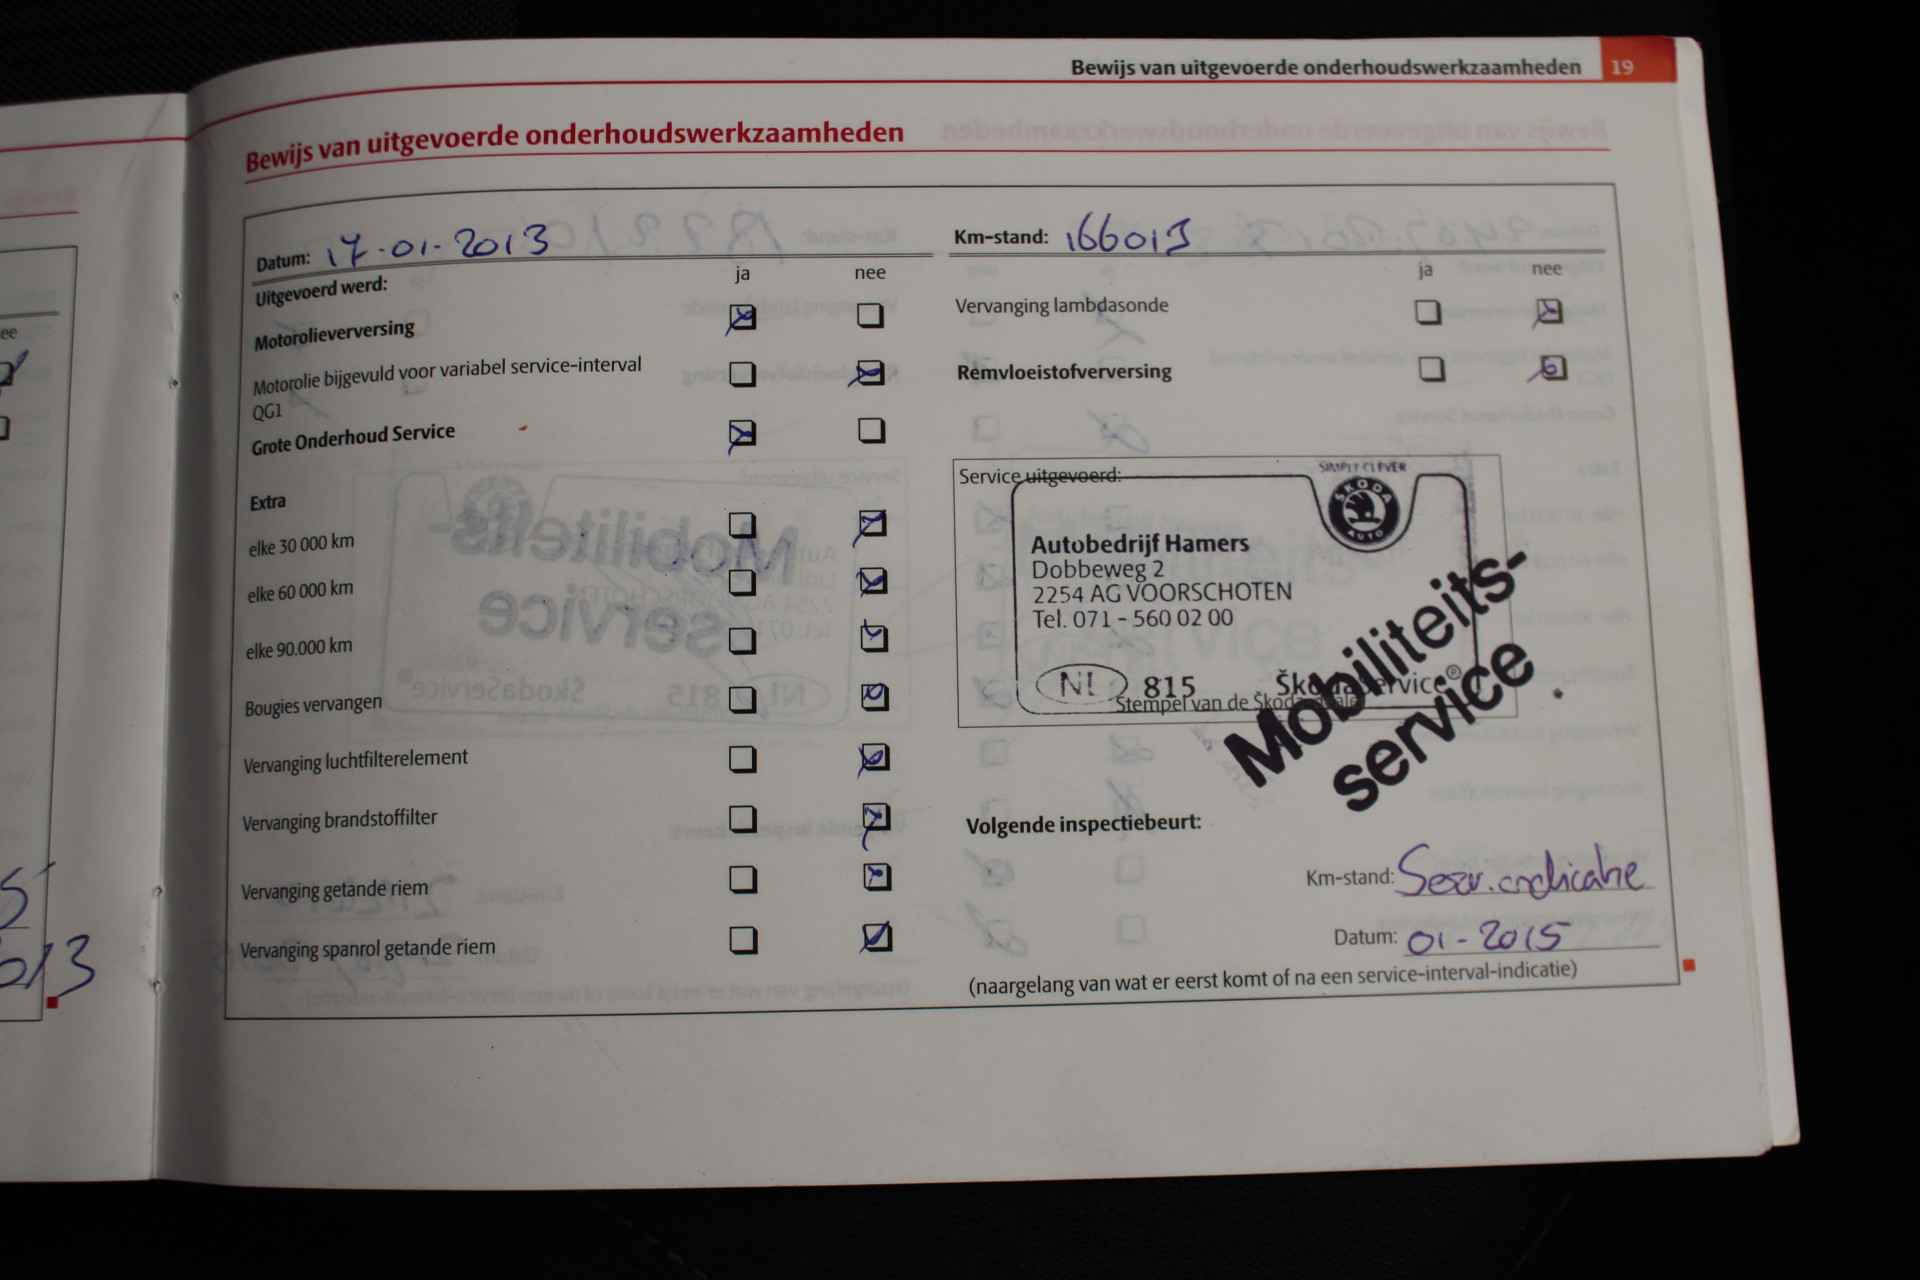 Bewijs van uitgevoerde onderhoudswerkzaamheden 19
Bewijs van uitgevoerde onderhoudswerkzaamheden
Datum: 17-01-2013
Uitgevoerd werd: ja nee
Motorolieverversing
Motorolie bijgevuld voor variabel service-interval
QG1
Grote Onderhoud Service
Extra
elke 30 000 km
elke 60 000 km
elke 90.000 km
Bougies vervangen
Vervanging luchtfilterelement
Vervanging brandstoffilter
Vervanging getande riem
Vervanging spanrol getande riem
Km-stand: 166013
ja nee
Vervanging lambdasonde
Remvloeistofverversing
Service uitgevoerd:
SIMPLY CLEVER
ŠKODA
AUTO
Autobedrijf Hamers
Dobbeweg 2
2254 AG VOORSCHOTEN
Tel. 071 - 560 02 00
NL 815 ŠkodaService®
Stempel van de
Mobiliteits-
service
Volgende inspectiebeurt:
Km-stand: Serv.indicatie
Datum: 01-2015
(naargelang van wat er eerst komt of na een service-interval-indicatie)